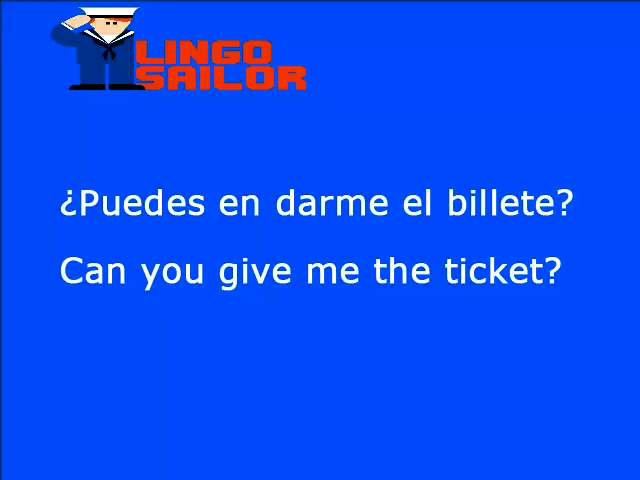 LINGO
SAILOR
¿Puedes en darme el billete?
Can you give me the ticket?